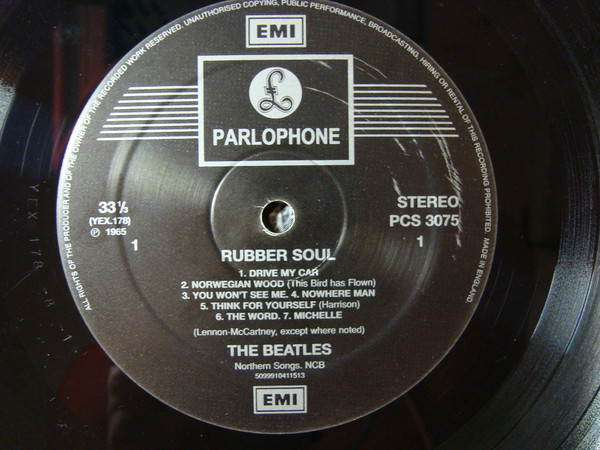 ALL RIGHTS OF THE PRODUCER AND OF THE OWNER OF THE RECORDED WORK RESERVED. UNAUTHORISED COPYING, PUBLIC PERFORMANCE, BROADCASTING, HIRING OR RENTAL OF THIS RECORDING PROHIBITED. MADE IN ENGLAND.
EMI
£
PARLOPHONE
33⅓
(YEX.178)
℗ 1965
1
STEREO
PCS 3075
1
RUBBER SOUL
1. DRIVE MY CAR
2. NORWEGIAN WOOD (This Bird has Flown)
3. YOU WON'T SEE ME. 4. NOWHERE MAN
5. THINK FOR YOURSELF (Harrison)
6. THE WORD. 7. MICHELLE
(Lennon-McCartney, except where noted)
THE BEATLES
Northern Songs. NCB
5099910411513
EMI
YEX 178